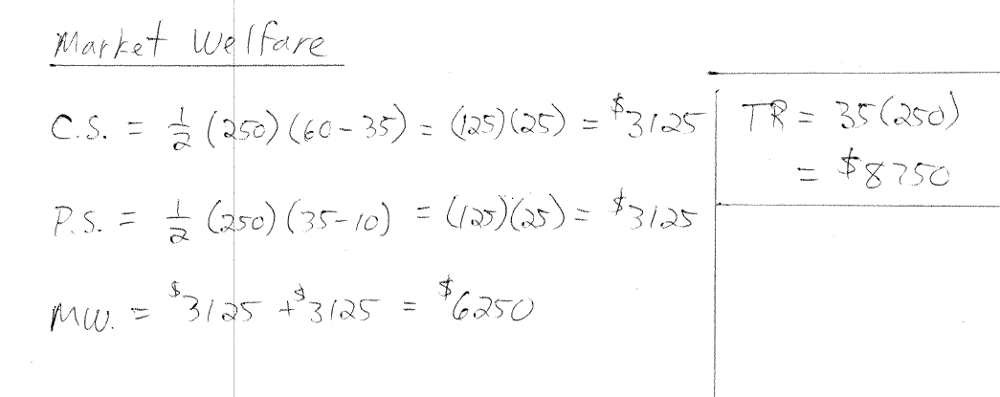 Market Welfare
C.S. = 1/2 (250)(60-35) = (125)(25) = $3125
P.S. = 1/2 (250)(35-10) = (125)(25) = $3125
MW. = $3125 + $3125 = $6250
TR = 35(250)
= $8750